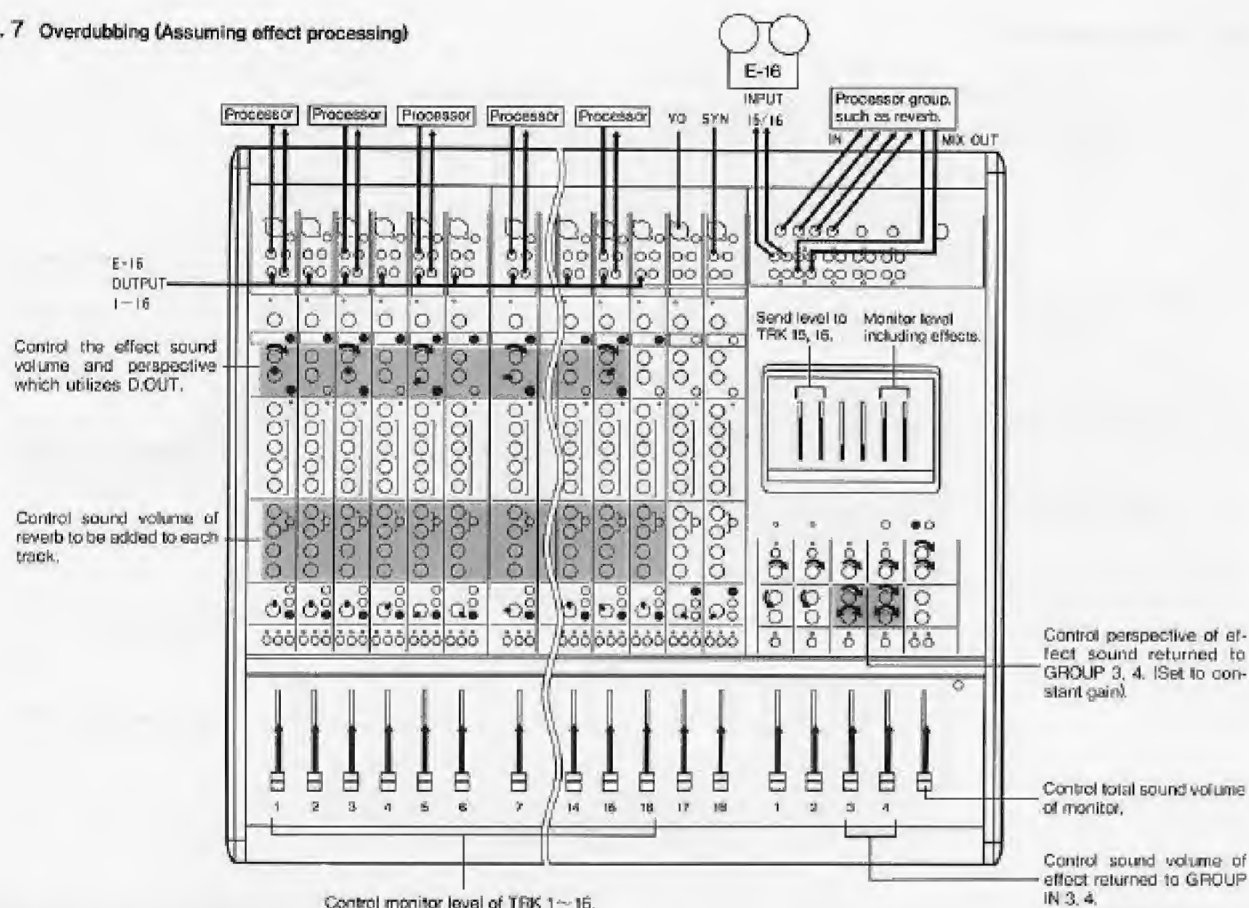 . 7 Overdubbing (Assuming effect processing)
E-16
INPUT
15/16
Processor
Processor
Processor
Processor
Processor
VO
SYN
Processor group.
such as reverb.
IN
MIX OUT
E-16
OUTPUT
1～16
Send level to
TRK 15, 16.
Monitor level
including effects.
Control the effect sound
volume and perspective
which utilizes D.OUT.
Control sound volume of
reverb to be added to each
track.
Control perspective of ef-
fect sound returned to
GROUP 3, 4. (Set to con-
stant gain).
1 2 3 4 5 6 7 14 15 16 17 18 1 2 3 4
Control total sound volume
of monitor.
Control sound volume of
effect returned to GROUP
IN 3, 4.
Control monitor level of TRK 1～16.